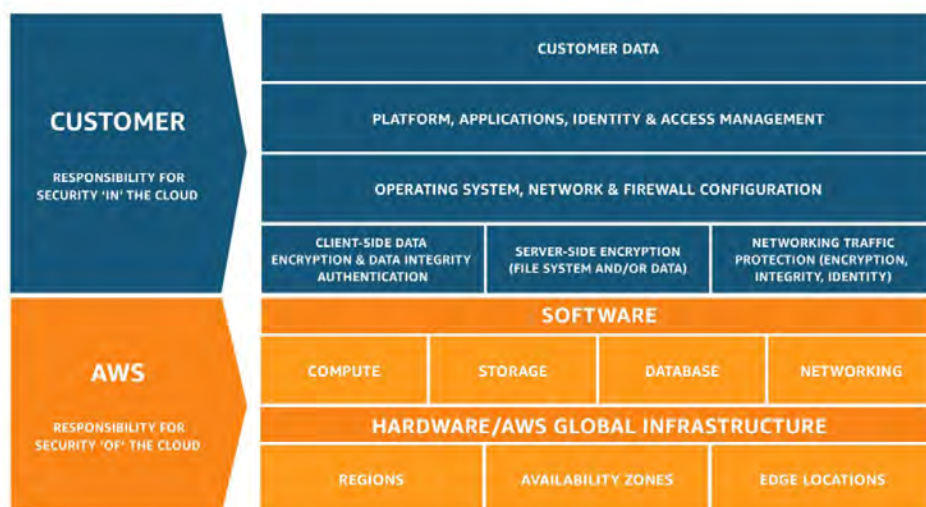 CUSTOMER
RESPONSIBILITY FOR
SECURITY ‘IN’ THE CLOUD
CUSTOMER DATA
PLATFORM, APPLICATIONS, IDENTITY & ACCESS MANAGEMENT
OPERATING SYSTEM, NETWORK & FIREWALL CONFIGURATION
CLIENT-SIDE DATA
ENCRYPTION & DATA INTEGRITY
AUTHENTICATION
SERVER-SIDE ENCRYPTION
(FILE SYSTEM AND/OR DATA)
NETWORKING TRAFFIC
PROTECTION (ENCRYPTION,
INTEGRITY, IDENTITY)
AWS
RESPONSIBILITY FOR
SECURITY ‘OF’ THE CLOUD
SOFTWARE
COMPUTE
STORAGE
DATABASE
NETWORKING
HARDWARE/AWS GLOBAL INFRASTRUCTURE
REGIONS
AVAILABILITY ZONES
EDGE LOCATIONS